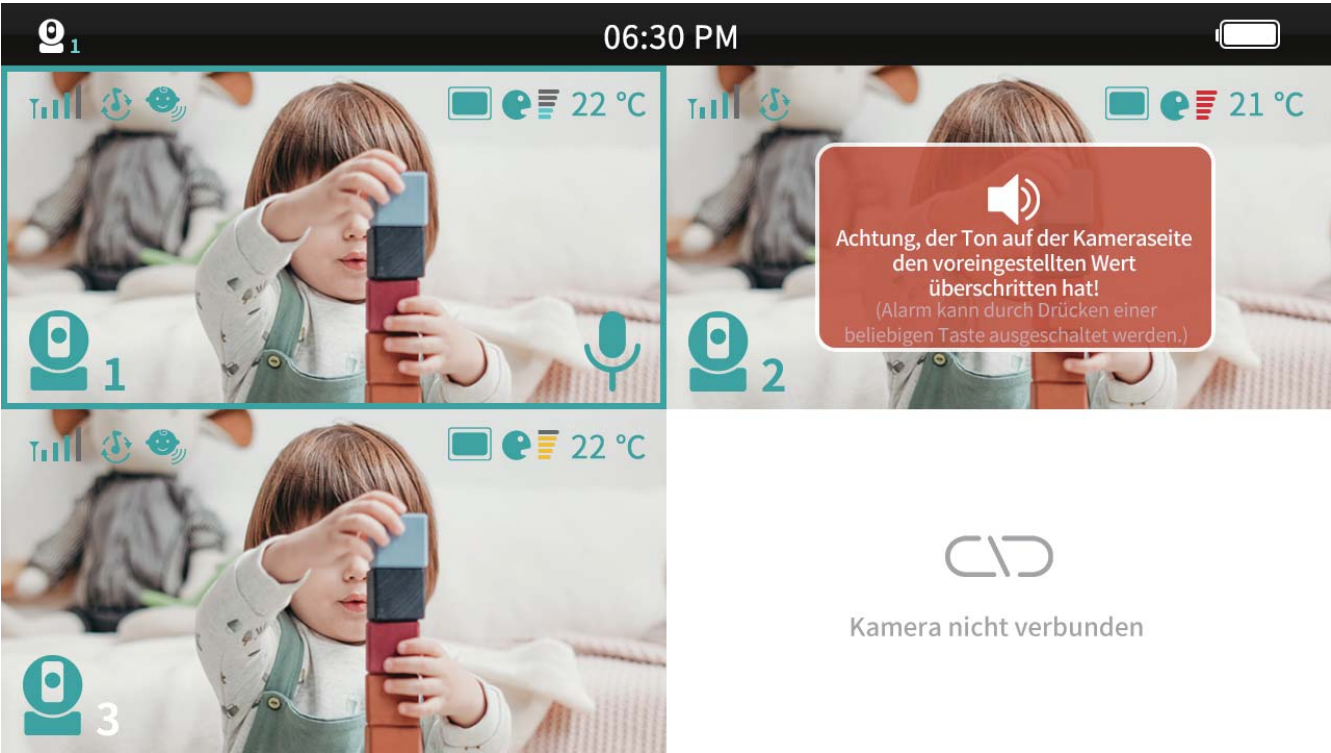 1
06:30 PM
22 °C
21 °C
Achtung, der Ton auf der Kameraseite
den voreingestellten Wert
überschritten hat!
(Alarm kann durch Drücken einer
beliebigen Taste ausgeschaltet werden.)
1
2
22 °C
Kamera nicht verbunden
3